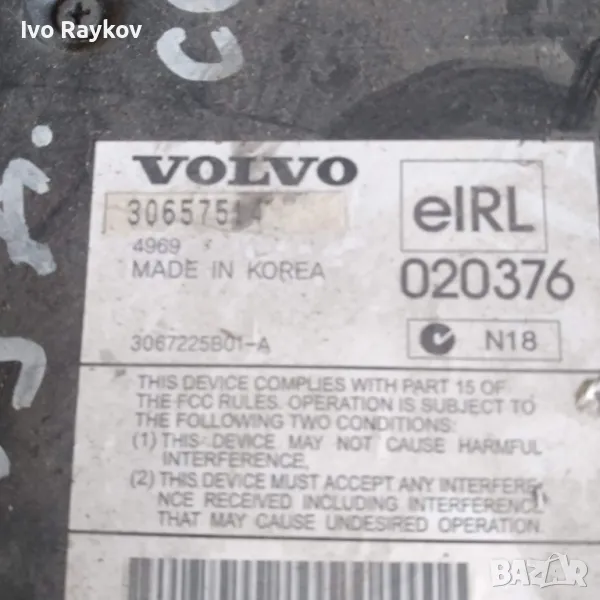 Ivo Raykov
VOLVO
30657514
4969
MADE IN KOREA
3067225B01-A
eIRL
020376
N18
THIS DEVICE COMPLIES WITH PART 15 OF
THE FCC RULES. OPERATION IS SUBJECT TO
THE FOLLOWING TWO CONDITIONS:
(1) THIS DEVICE MAY NOT CAUSE HARMFUL
INTERFERENCE.
(2) THIS DEVICE MUST ACCEPT ANY INTERFERE-
NCE RECEIVED INCLUDING INTERFERENCE
THAT MAY CAUSE UNDESIRED OPERATION.
BAZAR